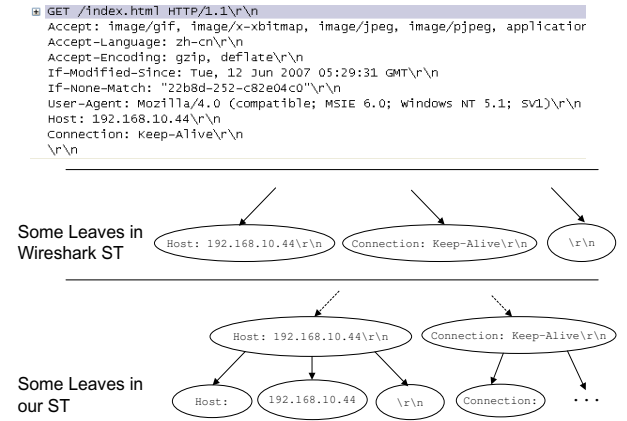 GET /index.html HTTP/1.1\r\n
Accept: image/gif, image/x-xbitmap, image/jpeg, image/pjpeg, application
Accept-Language: zh-cn\r\n
Accept-Encoding: gzip, deflate\r\n
If-Modified-Since: Tue, 12 Jun 2007 05:29:31 GMT\r\n
If-None-Match: "22b8d-252-c82e04c0"\r\n
User-Agent: Mozilla/4.0 (compatible; MSIE 6.0; Windows NT 5.1; SV1)\r\n
Host: 192.168.10.44\r\n
Connection: Keep-Alive\r\n
\r\n
Some Leaves in
Wireshark ST
Host: 192.168.10.44\r\n
Connection: Keep-Alive\r\n
\r\n
Host: 192.168.10.44\r\n
Connection: Keep-Alive\r\n
Some Leaves in
our ST
Host:
192.168.10.44
\r\n
Connection:
...